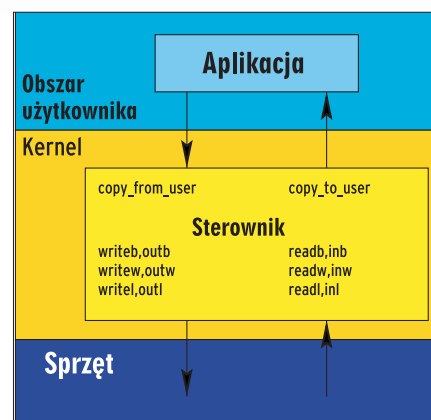 Aplikacja
Obszar
użytkownika
Kernel
copy_from_user
copy_to_user
Sterownik
writeb,outb
readb,inb
writew,outw
readw,inw
writel,outl
readl,inl
Sprzęt